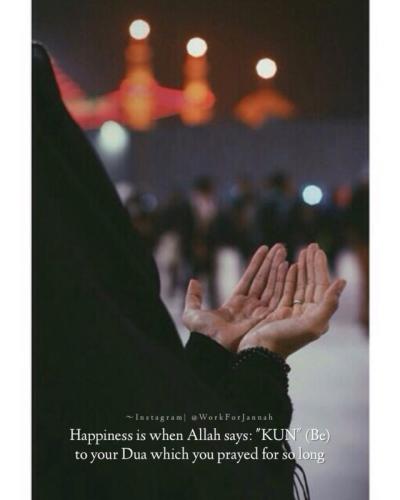 ~Instagram| @WorkForJannah
Happiness is when Allah says: "KUN" (Be)
to your Dua which you prayed for so long